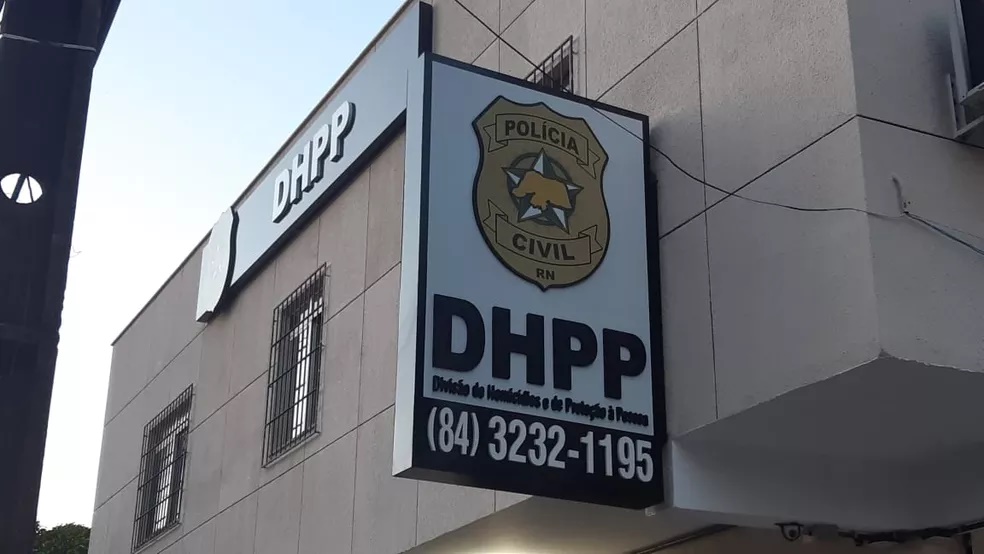 DHPP
POLÍCIA
CIVIL
RN
DHPP
Divisão de Homicídios e de Proteção à Pessoa
(84) 3232-1195